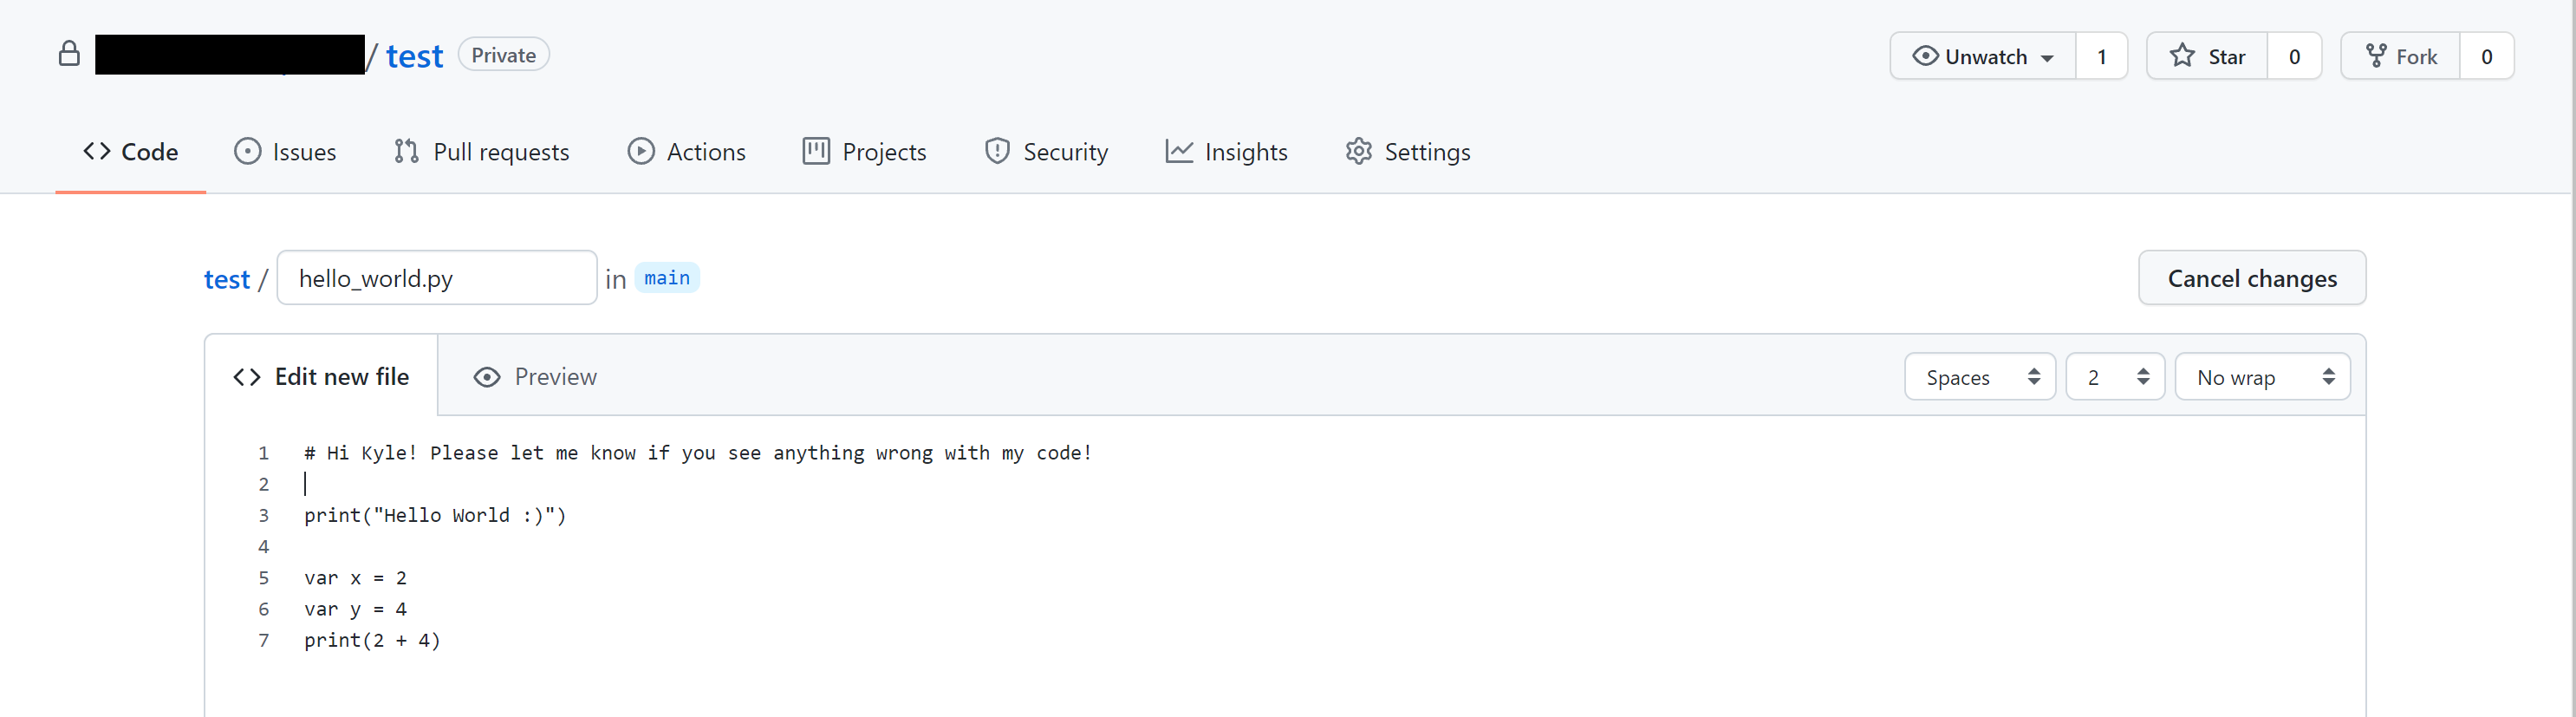 / test Private Unwatch 1 Star 0 Fork 0
Code Issues Pull requests Actions Projects Security Insights Settings
test / hello_world.py in main Cancel changes
Edit new file Preview Spaces 2 No wrap
1 # Hi Kyle! Please let me know if you see anything wrong with my code!
2
3 print("Hello World :)")
4
5 var x = 2
6 var y = 4
7 print(2 + 4)